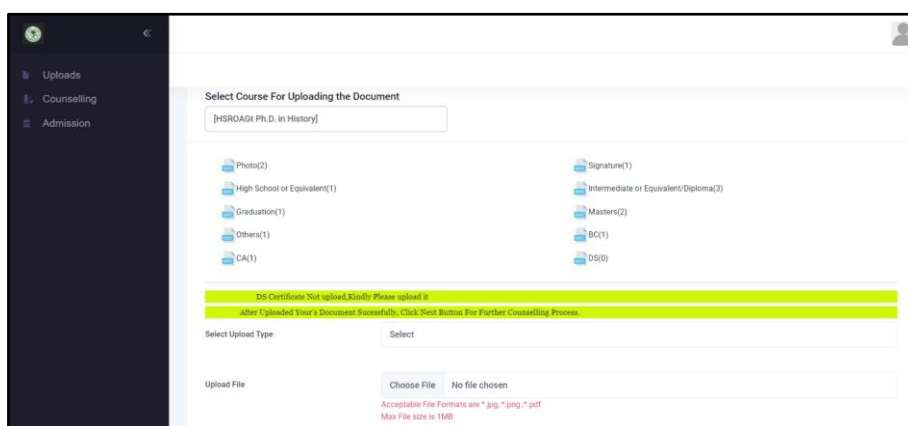 Uploads
Counselling
Admission
Select Course For Uploading the Document
[HSROAGt Ph.D. in History]
Photo(2)
Signature(1)
High School or Equivalent(1)
Intermediate or Equivalent/Diploma(3)
Graduation(1)
Masters(2)
Others(1)
BC(1)
CA(1)
DS(0)
DS Certificate Not upload,Kindly Please upload it
After Uploaded Your's Document Sucessfully, Click Next Button For Further Counselling Process.
Select Upload Type
Select
Upload File
Choose File No file chosen
Acceptable File Formats are *.jpg, *.png ,*.pdf
Max File size is 1MB